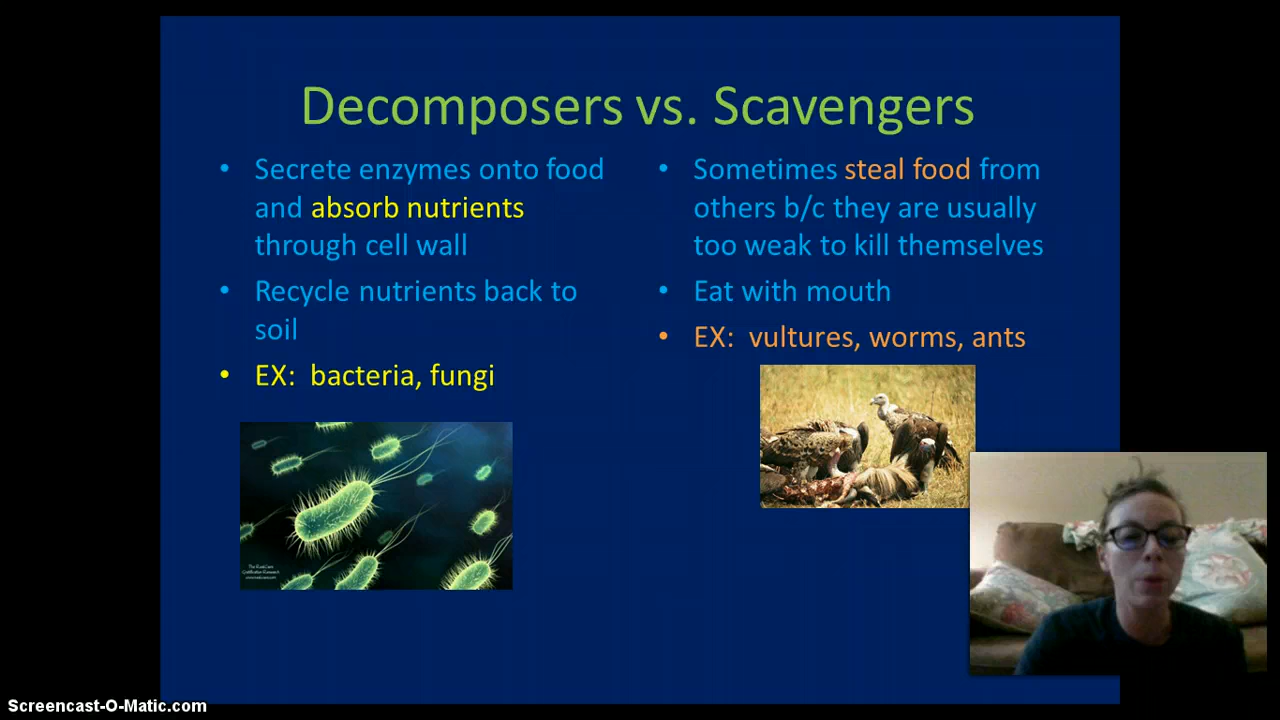 Decomposers vs. Scavengers
• Secrete enzymes onto food
and absorb nutrients
through cell wall
• Recycle nutrients back to
soil
• EX: bacteria, fungi
• Sometimes steal food from
others b/c they are usually
too weak to kill themselves
• Eat with mouth
• EX: vultures, worms, ants
Screencast-O-Matic.com